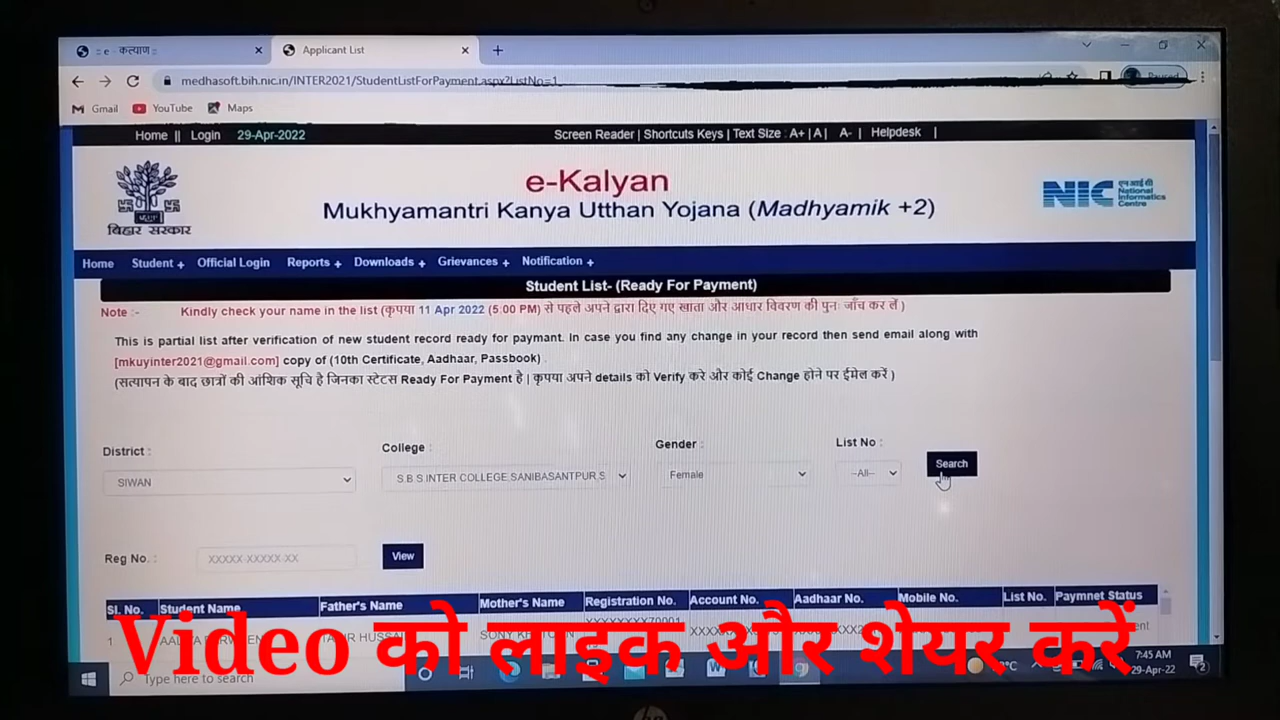 :: e - कल्याण ::
Applicant List
medhasoft.bih.nic.in/INTER2021/StudentListForPayment.aspx?ListNo=1
Paused
Gmail YouTube Maps
Home || Login 29-Apr-2022 Screen Reader | Shortcuts Keys | Text Size : A+ | A | A- | Helpdesk |
e-Kalyan
Mukhyamantri Kanya Utthan Yojana (Madhyamik +2)
बिहार सरकार
NIC एन आई सी
National
Informatics
Centre
Home Student + Official Login Reports + Downloads + Grievances + Notification +
Student List- (Ready For Payment)
Note :- Kindly check your name in the list (कृपया 11 Apr 2022 (5:00 PM) से पहले अपने द्वारा दिए गए खाता और आधार विवरण की पुनः जाँच कर लें )
This is partial list after verification of new student record ready for paymant. In case you find any change in your record then send email along with
[mkuyinter2021@gmail.com] copy of (10th Certificate, Aadhaar, Passbook) .
(सत्यापन के बाद छात्रों की आंशिक सूचि है जिनका स्टेटस Ready For Payment है | कृपया अपने details को Verify करे और कोई Change होने पर ईमेल करें )
District : College : Gender : List No :
SIWAN S.B S.INTER COLLEGE,SANIBASANTPUR,S Female --All-- Search
Reg No. : XXXXX-XXXXX-XX View
Sl. No. Student Name Father's Name Mother's Name Registration No. Account No. Aadhaar No. Mobile No. List No. Paymnet Status
1
Video को लाइक और शेयर करें
Type here to search
7:45 AM
29-Apr-22
2
hp